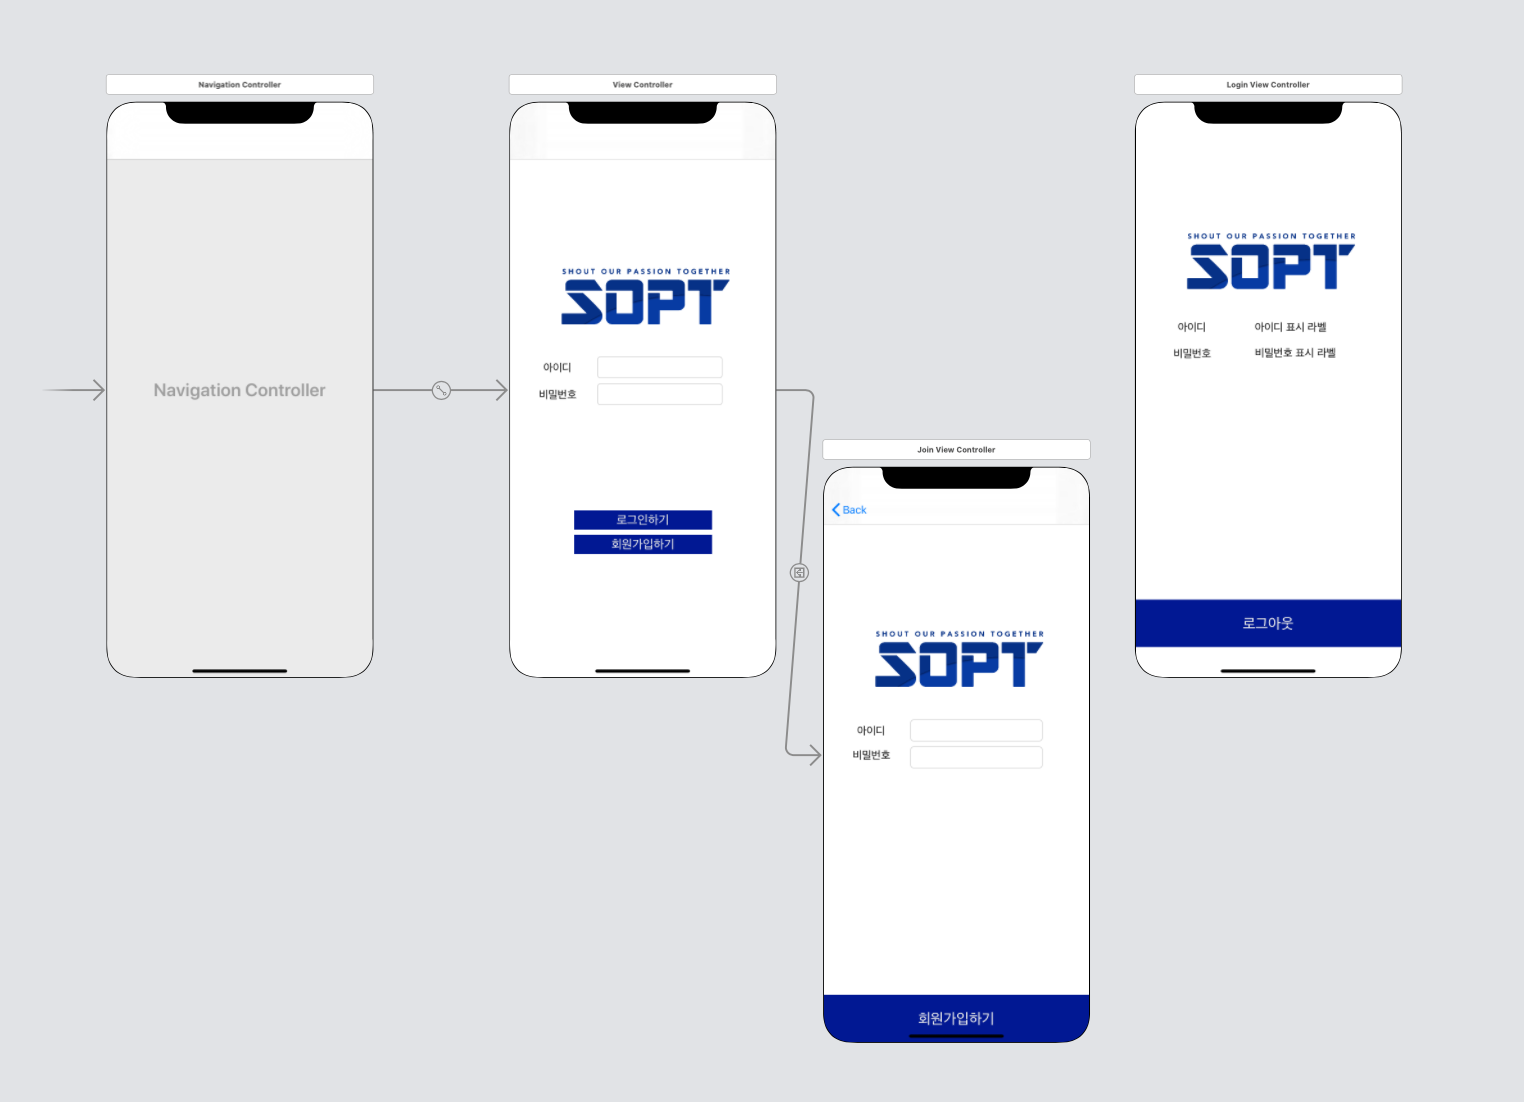 Navigation Controller
Navigation Controller
View Controller
SHOUT OUR PASSION TOGETHER
SOPT
아이디
비밀번호
로그인하기
회원가입하기
Join View Controller
Back
SHOUT OUR PASSION TOGETHER
SOPT
아이디
비밀번호
회원가입하기
Login View Controller
SHOUT OUR PASSION TOGETHER
SOPT
아이디 아이디 표시 라벨
비밀번호 비밀번호 표시 라벨
로그아웃